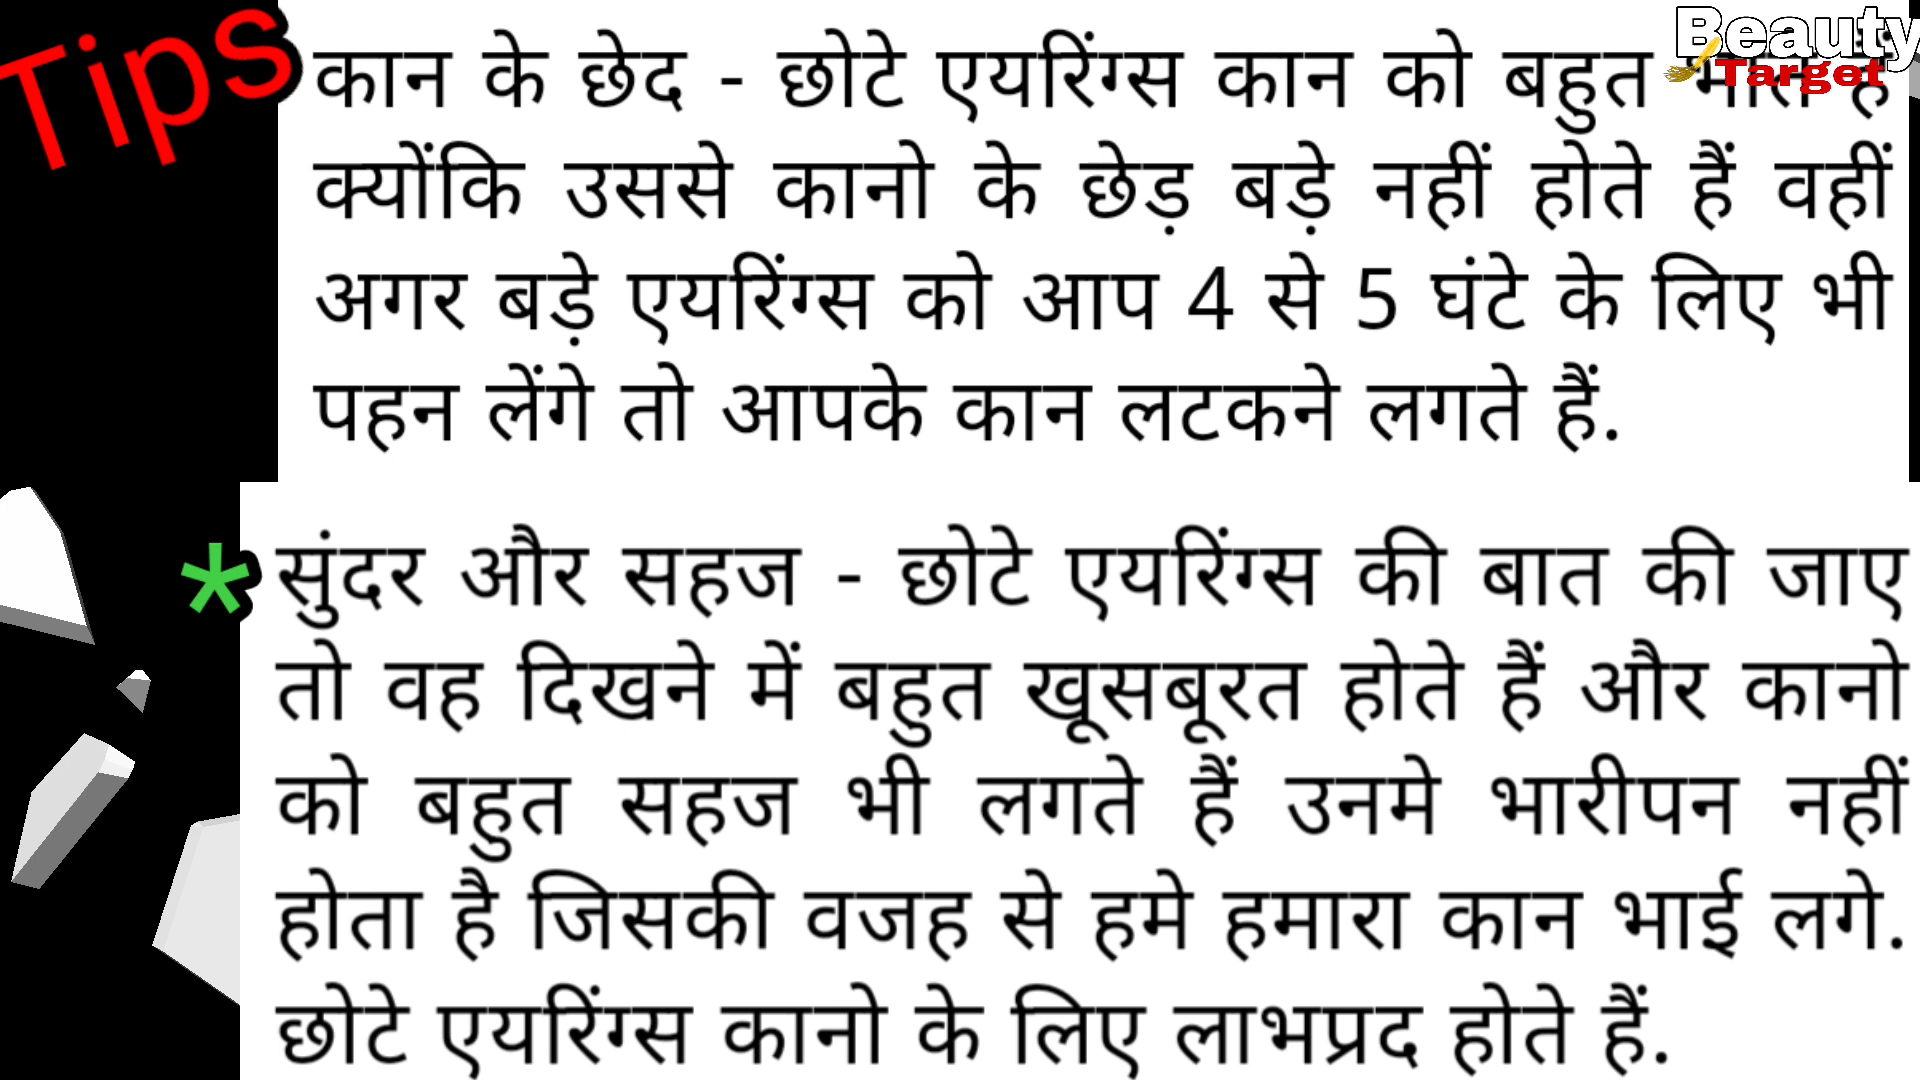 Tips
Beauty
Target
कान के छेद - छोटे एयरिंग्स कान को बहुत
क्योंकि उससे कानो के छेड़ बड़े नहीं होते हैं वहीं
अगर बड़े एयरिंग्स को आप 4 से 5 घंटे के लिए भी
पहन लेंगे तो आपके कान लटकने लगते हैं.
* सुंदर और सहज - छोटे एयरिंग्स की बात की जाए
तो वह दिखने में बहुत खूसबूरत होते हैं और कानो
को बहुत सहज भी लगते हैं उनमे भारीपन नहीं
होता है जिसकी वजह से हमे हमारा कान भाई लगे.
छोटे एयरिंग्स कानो के लिए लाभप्रद होते हैं.